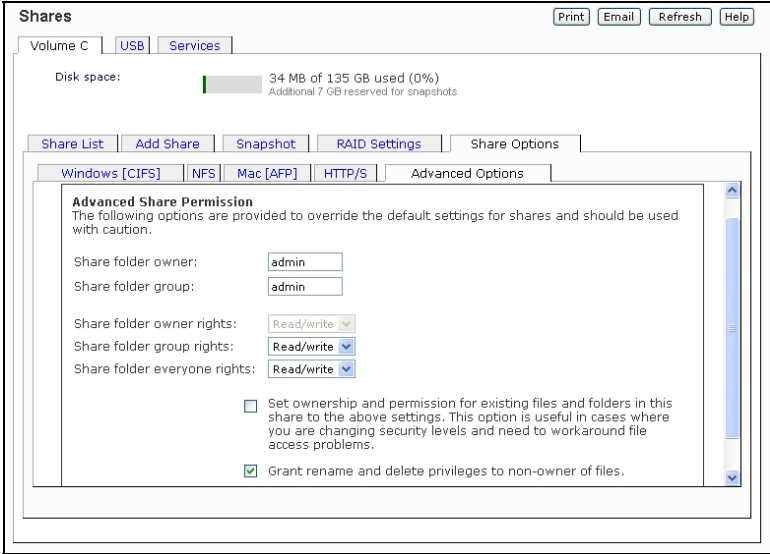 Shares
Print Email Refresh Help
Volume C USB Services
Disk space:
34 MB of 135 GB used (0%)
Additional 7 GB reserved for snapshots
Share List Add Share Snapshot RAID Settings Share Options
Windows [CIFS] NFS Mac [AFP] HTTP/S Advanced Options
Advanced Share Permission
The following options are provided to override the default settings for shares and should be used
with caution.
Share folder owner: admin
Share folder group: admin
Share folder owner rights: Read/write
Share folder group rights: Read/write
Share folder everyone rights: Read/write
Set ownership and permission for existing files and folders in this
share to the above settings. This option is useful in cases where
you are changing security levels and need to workaround file
access problems.
Grant rename and delete privileges to non-owner of files.